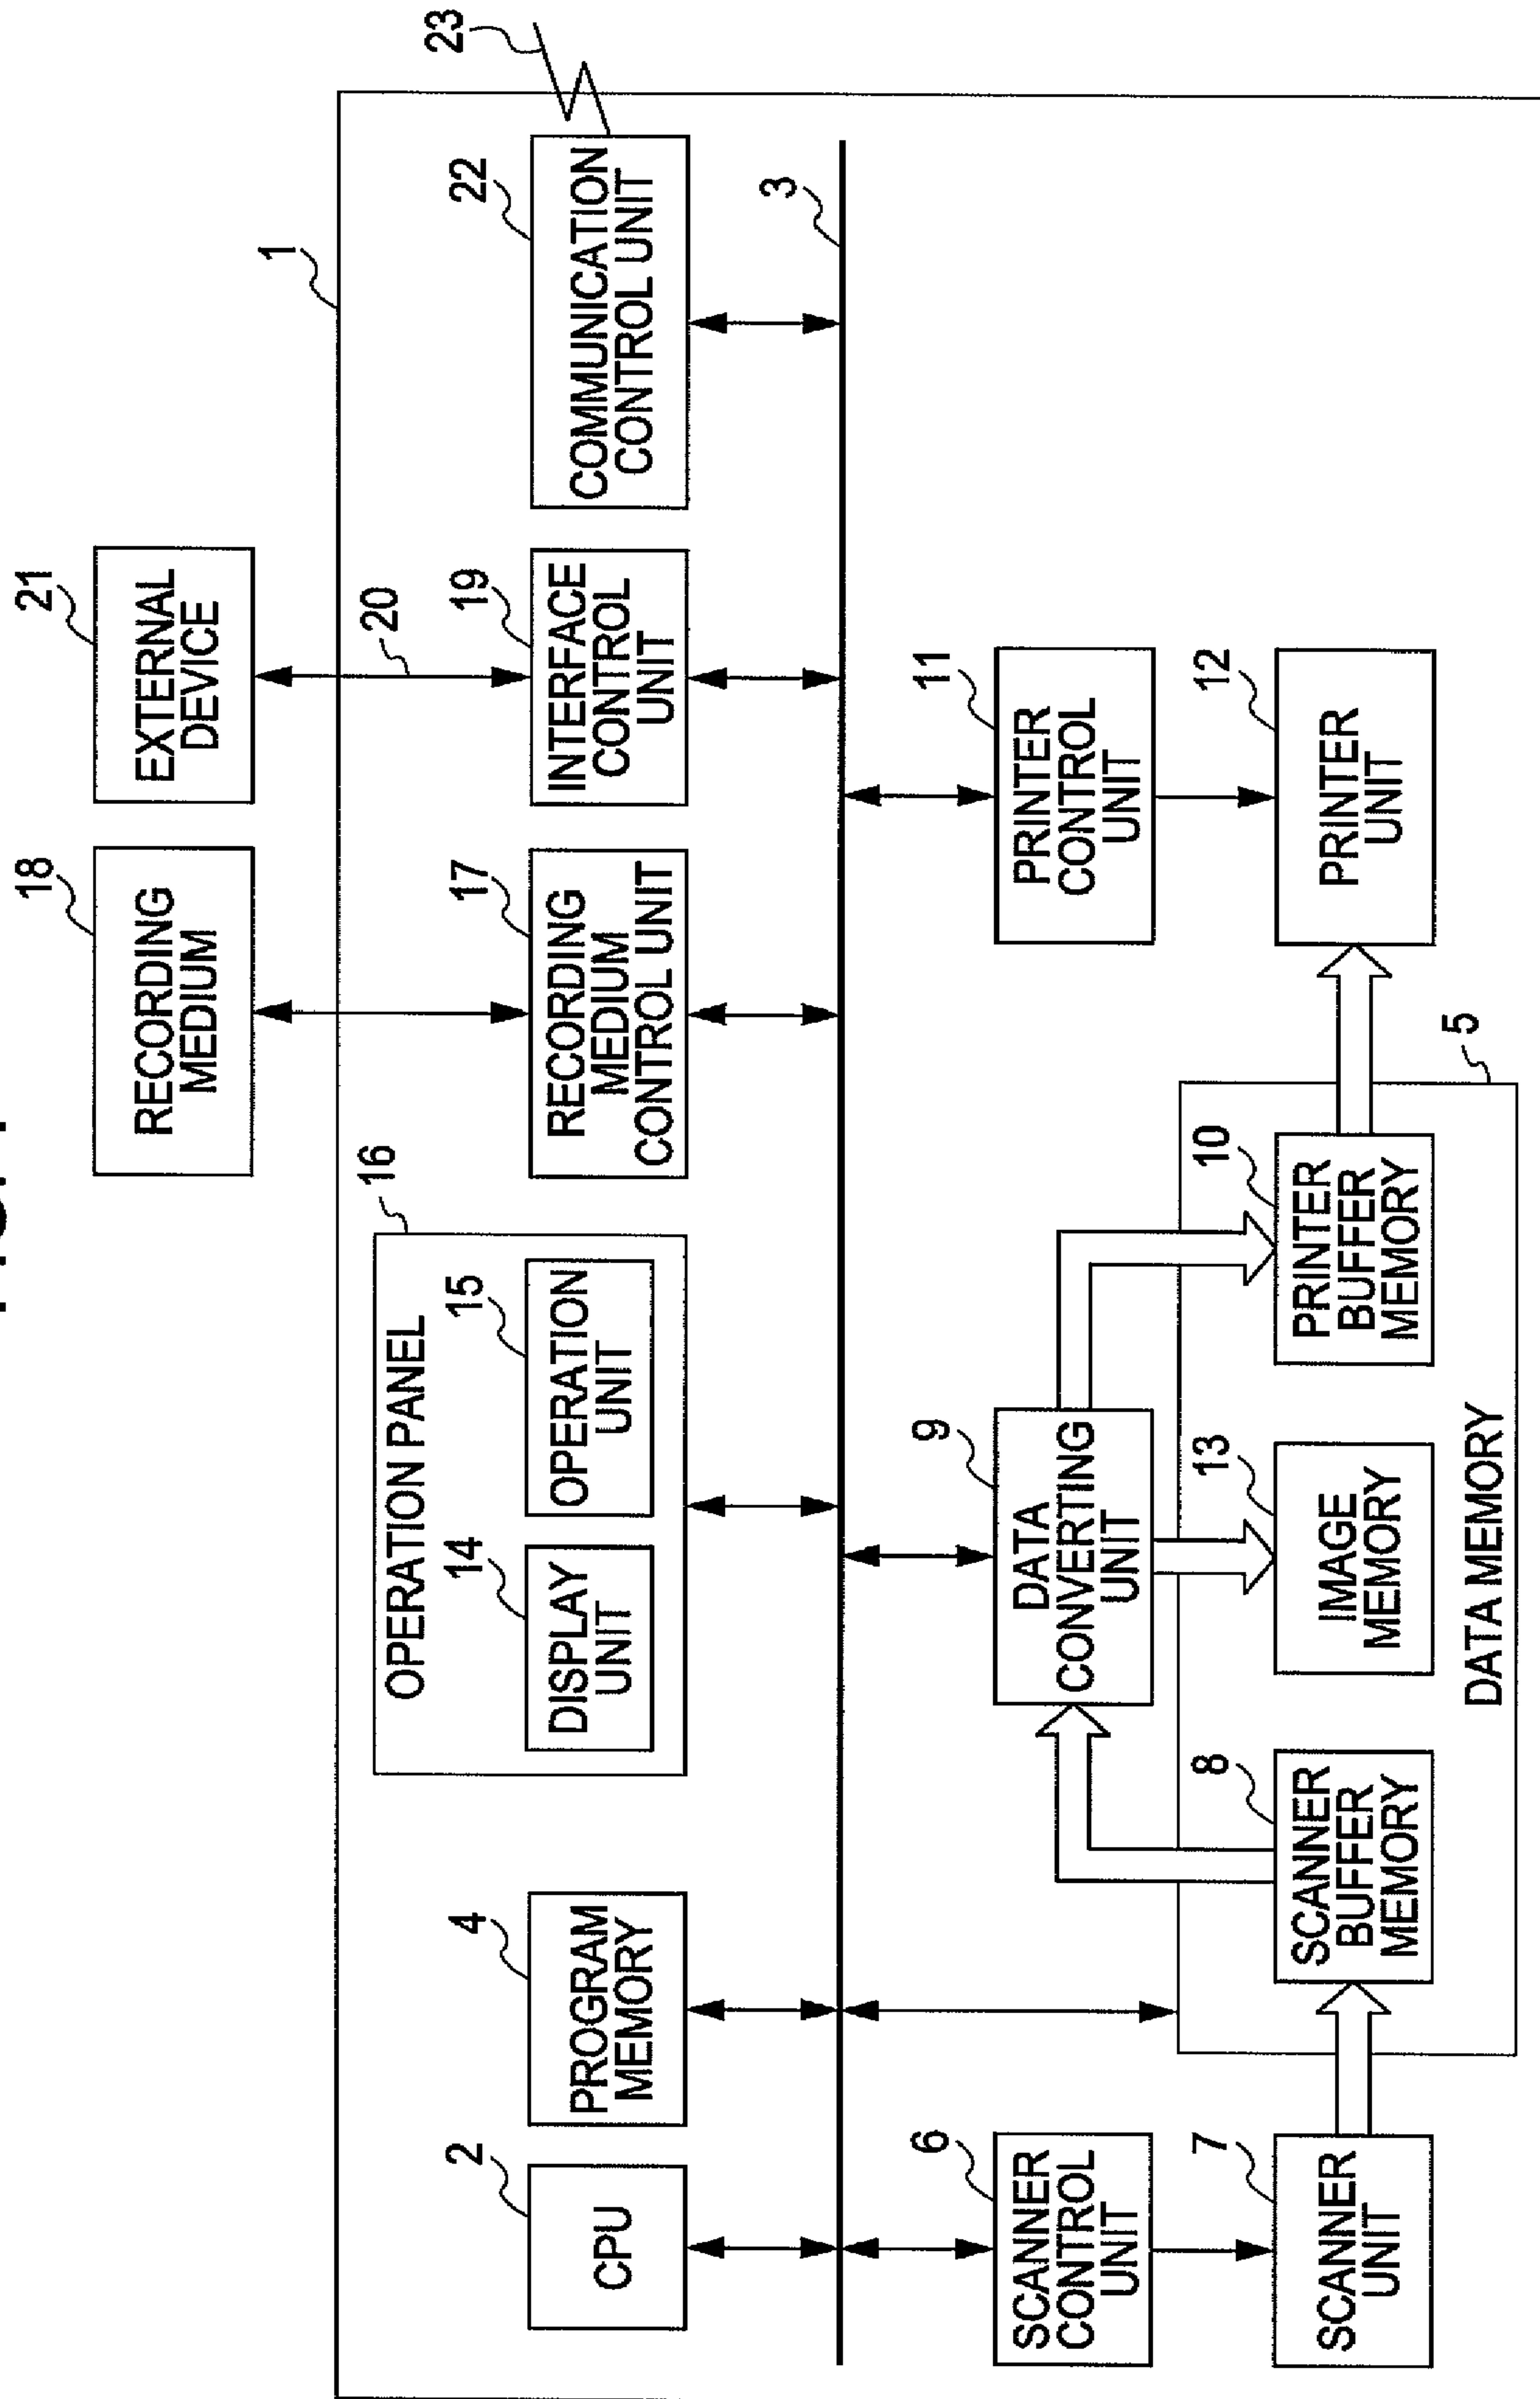 21
EXTERNAL
DEVICE
18
RECORDING
MEDIUM
1
23
20
22
COMMUNICATION
CONTROL UNIT
19
INTERFACE
CONTROL
UNIT
17
RECORDING
MEDIUM
CONTROL UNIT
16
OPERATION PANEL
15
OPERATION
UNIT
14
DISPLAY
UNIT
4
PROGRAM
MEMORY
2
CPU
3
6
SCANNER
CONTROL
UNIT
7
SCANNER
UNIT
9
DATA
CONVERTING
UNIT
11
PRINTER
CONTROL
UNIT
12
PRINTER
UNIT
8
SCANNER
BUFFER
MEMORY
13
IMAGE
MEMORY
10
PRINTER
BUFFER
MEMORY
5
DATA MEMORY